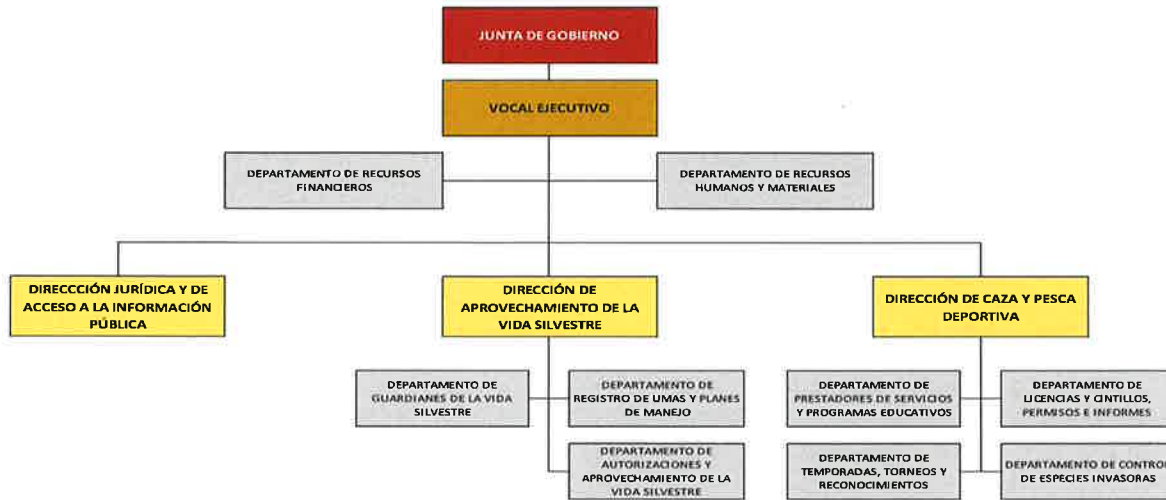 JUNTA DE GOBIERNO
VOCAL EJECUTIVO
DEPARTAMENTO DE RECURSOS
FINANCIEROS
DEPARTAMENTO DE RECURSOS
HUMANOS Y MATERIALES
DIRECCCIÓN JURÍDICA Y DE
ACCESO A LA INFORMACIÓN
PÚBLICA
DIRECCIÓN DE
APROVECHAMIENTO DE LA
VIDA SILVESTRE
DIRECCIÓN DE CAZA Y PESCA
DEPORTIVA
DEPARTAMENTO DE
GUARDIANES DE LA VIDA
SILVESTRE
DEPARTAMENTO DE
REGISTRO DE UMAS Y PLANES
DE MANEJO
DEPARTAMENTO DE
PRESTADORES DE SERVICIOS
Y PROGRAMAS EDUCATIVOS
DEPARTAMENTO DE
LICENCIAS Y CINTILLOS,
PERMISOS E INFORMES
DEPARTAMENTO DE
AUTORIZACIONES Y
APROVECHAMIENTO DE LA
VIDA SILVESTRE
DEPARTAMENTO DE
TEMPORADAS, TORNEOS Y
RECONOCIMIENTOS
DEPARTAMENTO DE CONTROL
DE ESPECIES INVASORAS